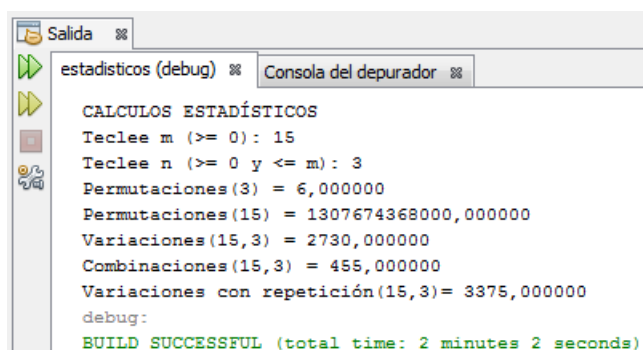 Salida
estadisticos (debug) Consola del depurador
CALCULOS ESTADÍSTICOS
Teclee m (>= 0): 15
Teclee n (>= 0 y <= m): 3
Permutaciones(3) = 6,000000
Permutaciones(15) = 1307674368000,000000
Variaciones(15,3) = 2730,000000
Combinaciones(15,3) = 455,000000
Variaciones con repetición(15,3)= 3375,000000
debug:
BUILD SUCCESSFUL (total time: 2 minutes 2 seconds)